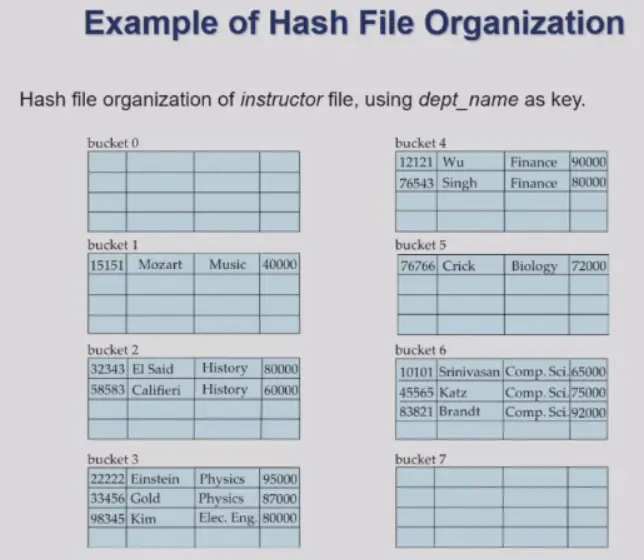 Example of Hash File Organization
Hash file organization of instructor file, using dept_name as key.
bucket 0
bucket 1
15151 Mozart Music 40000
bucket 2
32343 El Said History 80000
58583 Califieri History 60000
bucket 3
22222 Einstein Physics 95000
33456 Gold Physics 87000
98345 Kim Elec. Eng. 80000
bucket 4
12121 Wu Finance 90000
76543 Singh Finance 80000
bucket 5
76766 Crick Biology 72000
bucket 6
10101 Srinivasan Comp. Sci. 65000
45565 Katz Comp. Sci. 75000
83821 Brandt Comp. Sci. 92000
bucket 7